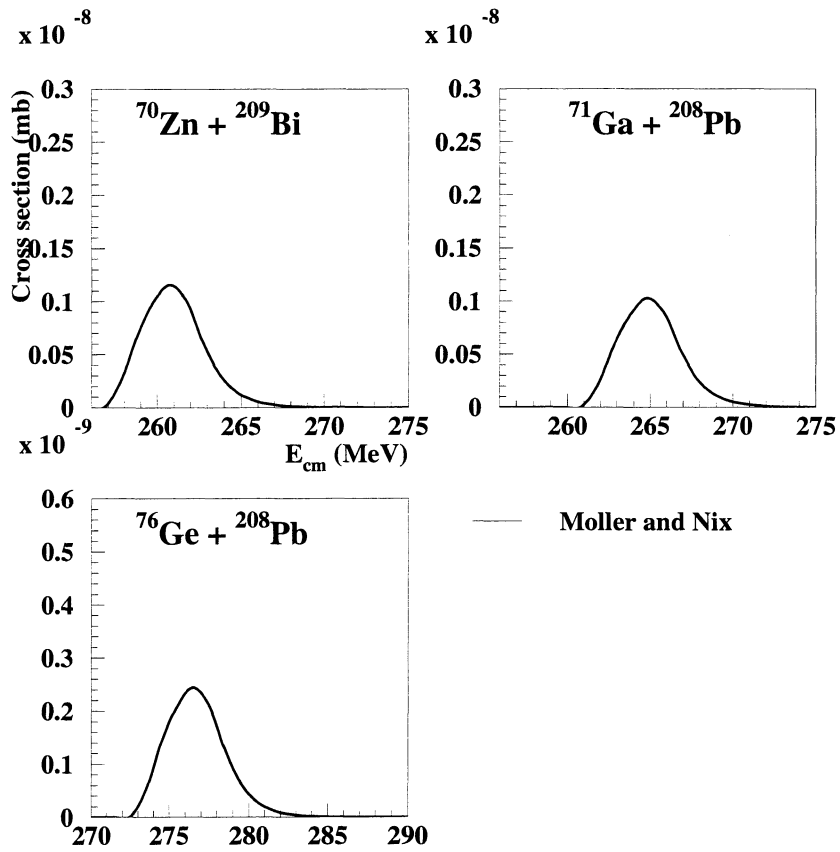 x 10 -8
x 10 -8
Cross section (mb)
0.3
0.25
0.2
0.15
0.1
0.05
0
70Zn + 209Bi
260 265 270 275
Ecm (MeV)
0.3
0.25
0.2
0.15
0.1
0.05
0
71Ga + 208Pb
260 265 270 275
x 10 -9
0.6
0.5
0.4
0.3
0.2
0.1
0
76Ge + 208Pb
270 275 280 285 290
Moller and Nix